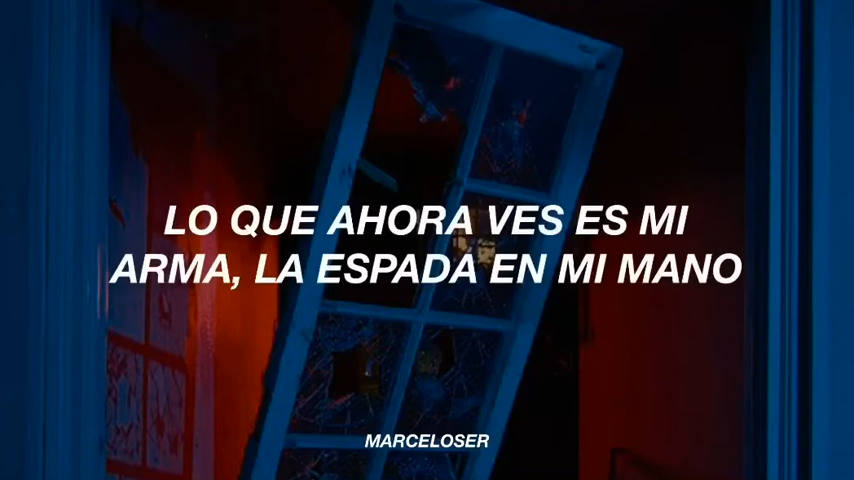 LO QUE AHORA VES ES MI
ARMA, LA ESPADA EN MI MANO
MARCELOSER